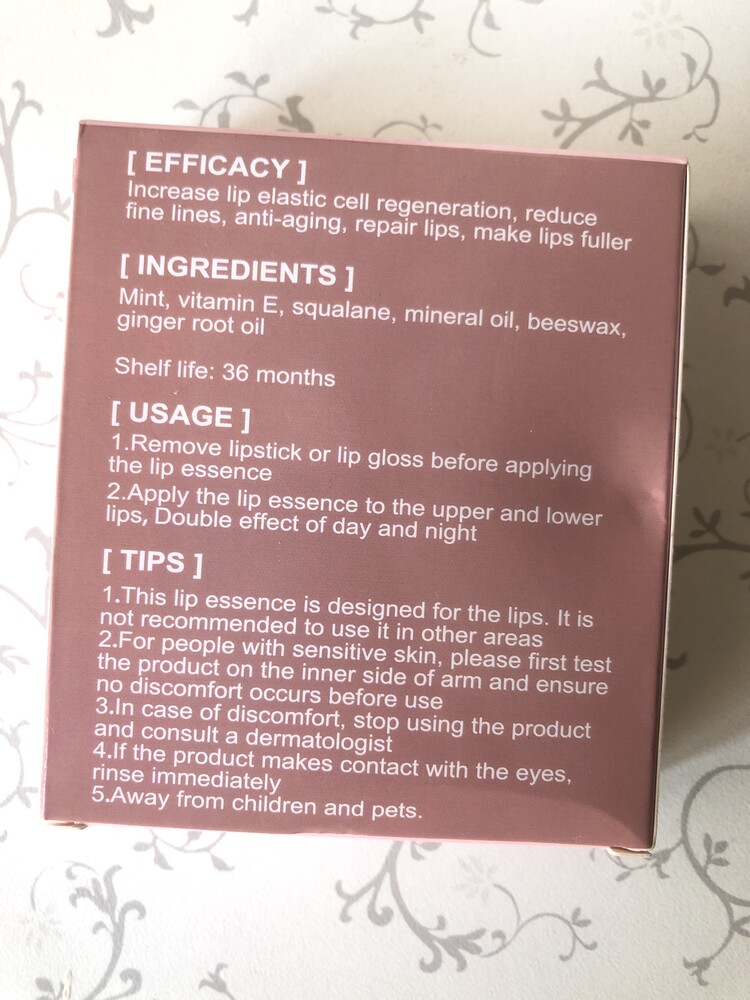 [ EFFICACY ]
Increase lip elastic cell regeneration, reduce
fine lines, anti-aging, repair lips, make lips fuller
[ INGREDIENTS ]
Mint, vitamin E, squalane, mineral oil, beeswax,
ginger root oil
Shelf life: 36 months
[ USAGE ]
1.Remove lipstick or lip gloss before applying
the lip essence
2.Apply the lip essence to the upper and lower
lips, Double effect of day and night
[ TIPS ]
1.This lip essence is designed for the lips. It is
not recommended to use it in other areas
2.For people with sensitive skin, please first test
the product on the inner side of arm and ensure
no discomfort occurs before use
3.In case of discomfort, stop using the product
and consult a dermatologist
4.If the product makes contact with the eyes,
rinse immediately
5.Away from children and pets.